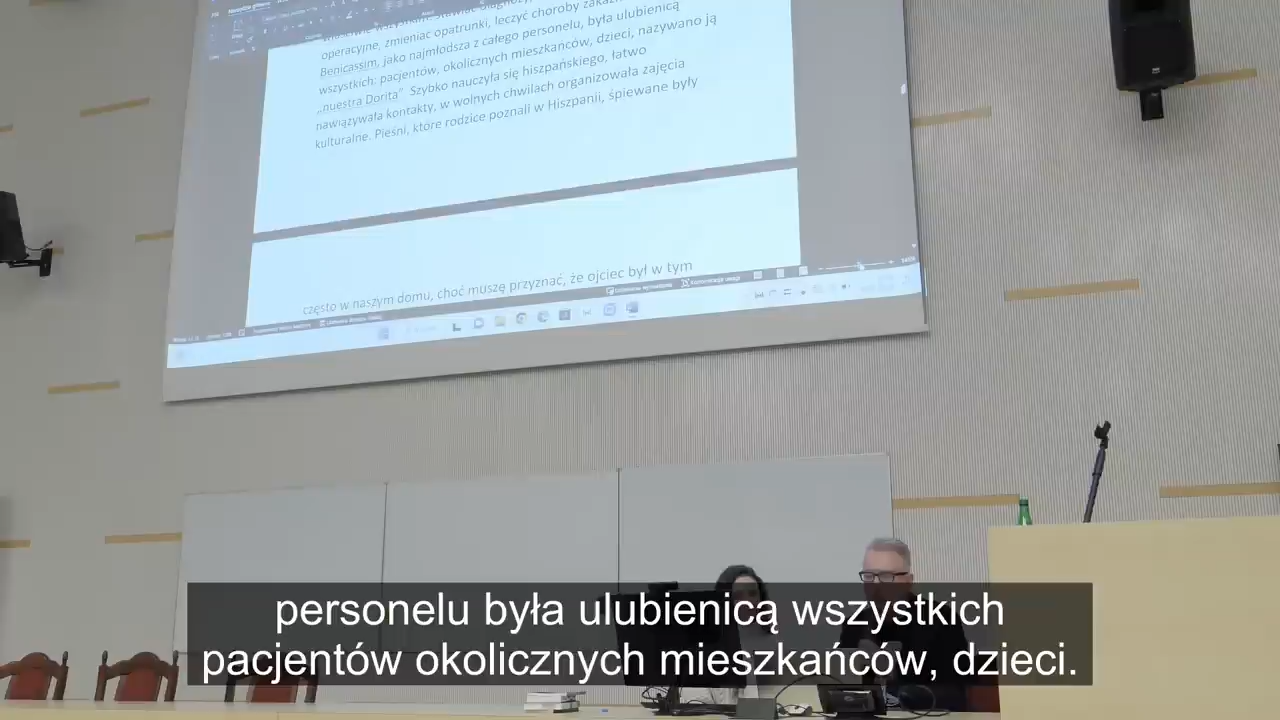 operacyjne, zmieniać opatrunki, leczyć choroby
Benicassim, jako najmłodsza z całego personelu, była ulubienicą
wszystkich: pacjentów, okolicznych mieszkańców, dzieci, nazywano ją
„nuestra Dorita” Szybko nauczyła się hiszpańskiego, łatwo
nawiązywała kontakty, w wolnych chwilach organizowała zajęcia
kulturalne. Pieśni, które rodzice poznali w Hiszpanii, śpiewane były
często w naszym domu, choć muszę przyznać, że ojciec był w tym
personelu była ulubienicą wszystkich
pacjentów okolicznych mieszkańców, dzieci.